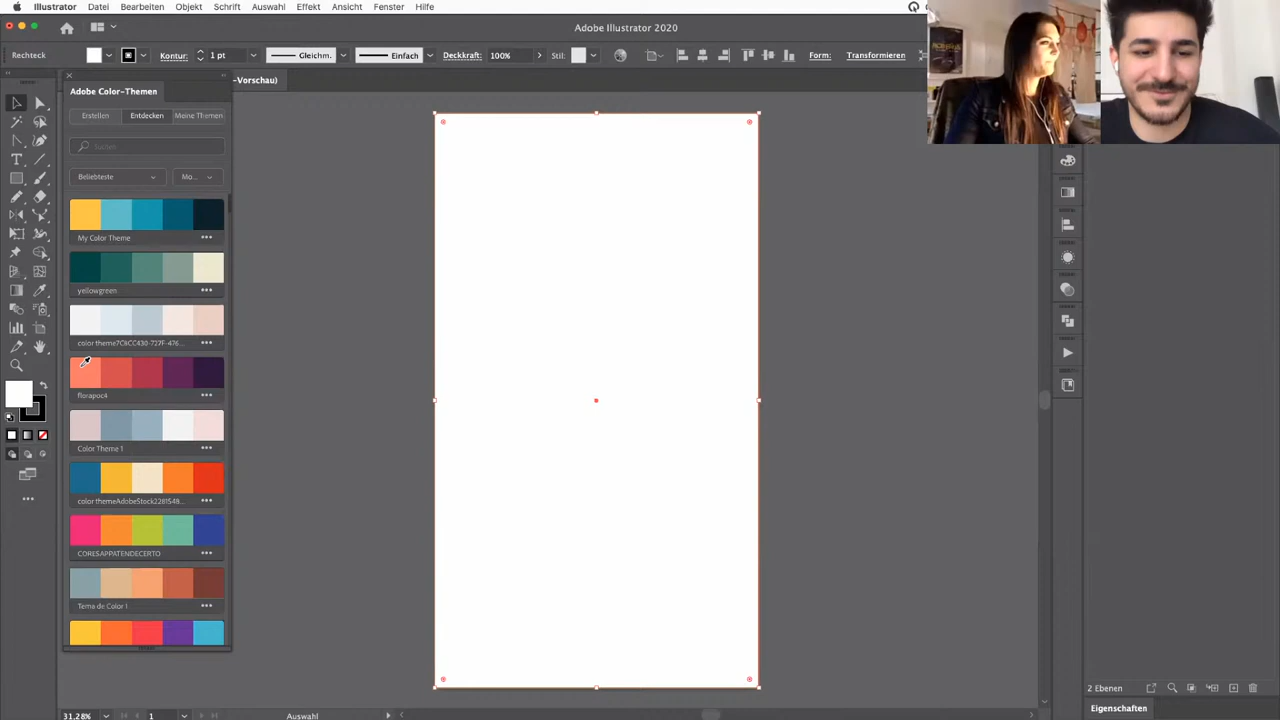 Illustrator Datei Bearbeiten Objekt Schrift Auswahl Effekt Ansicht Fenster Hilfe
Adobe Illustrator 2020
Rechteck Kontur: 1 pt Gleichm. Einfach Deckkraft: 100% Stil: Form: Transformieren
-Vorschau)
Adobe Color-Themen
Erstellen Entdecken Meine Themen
Suchen
Beliebteste Mo...
My Color Theme
yellowgreen
color theme7C6CC430-727F-476...
florapoc4
Color Theme 1
color themeAdobeStock2281548...
CORESAPPATENDECERTO
Tema de Color 1
2 Ebenen
Eigenschaften
31,28% 1 Auswahl